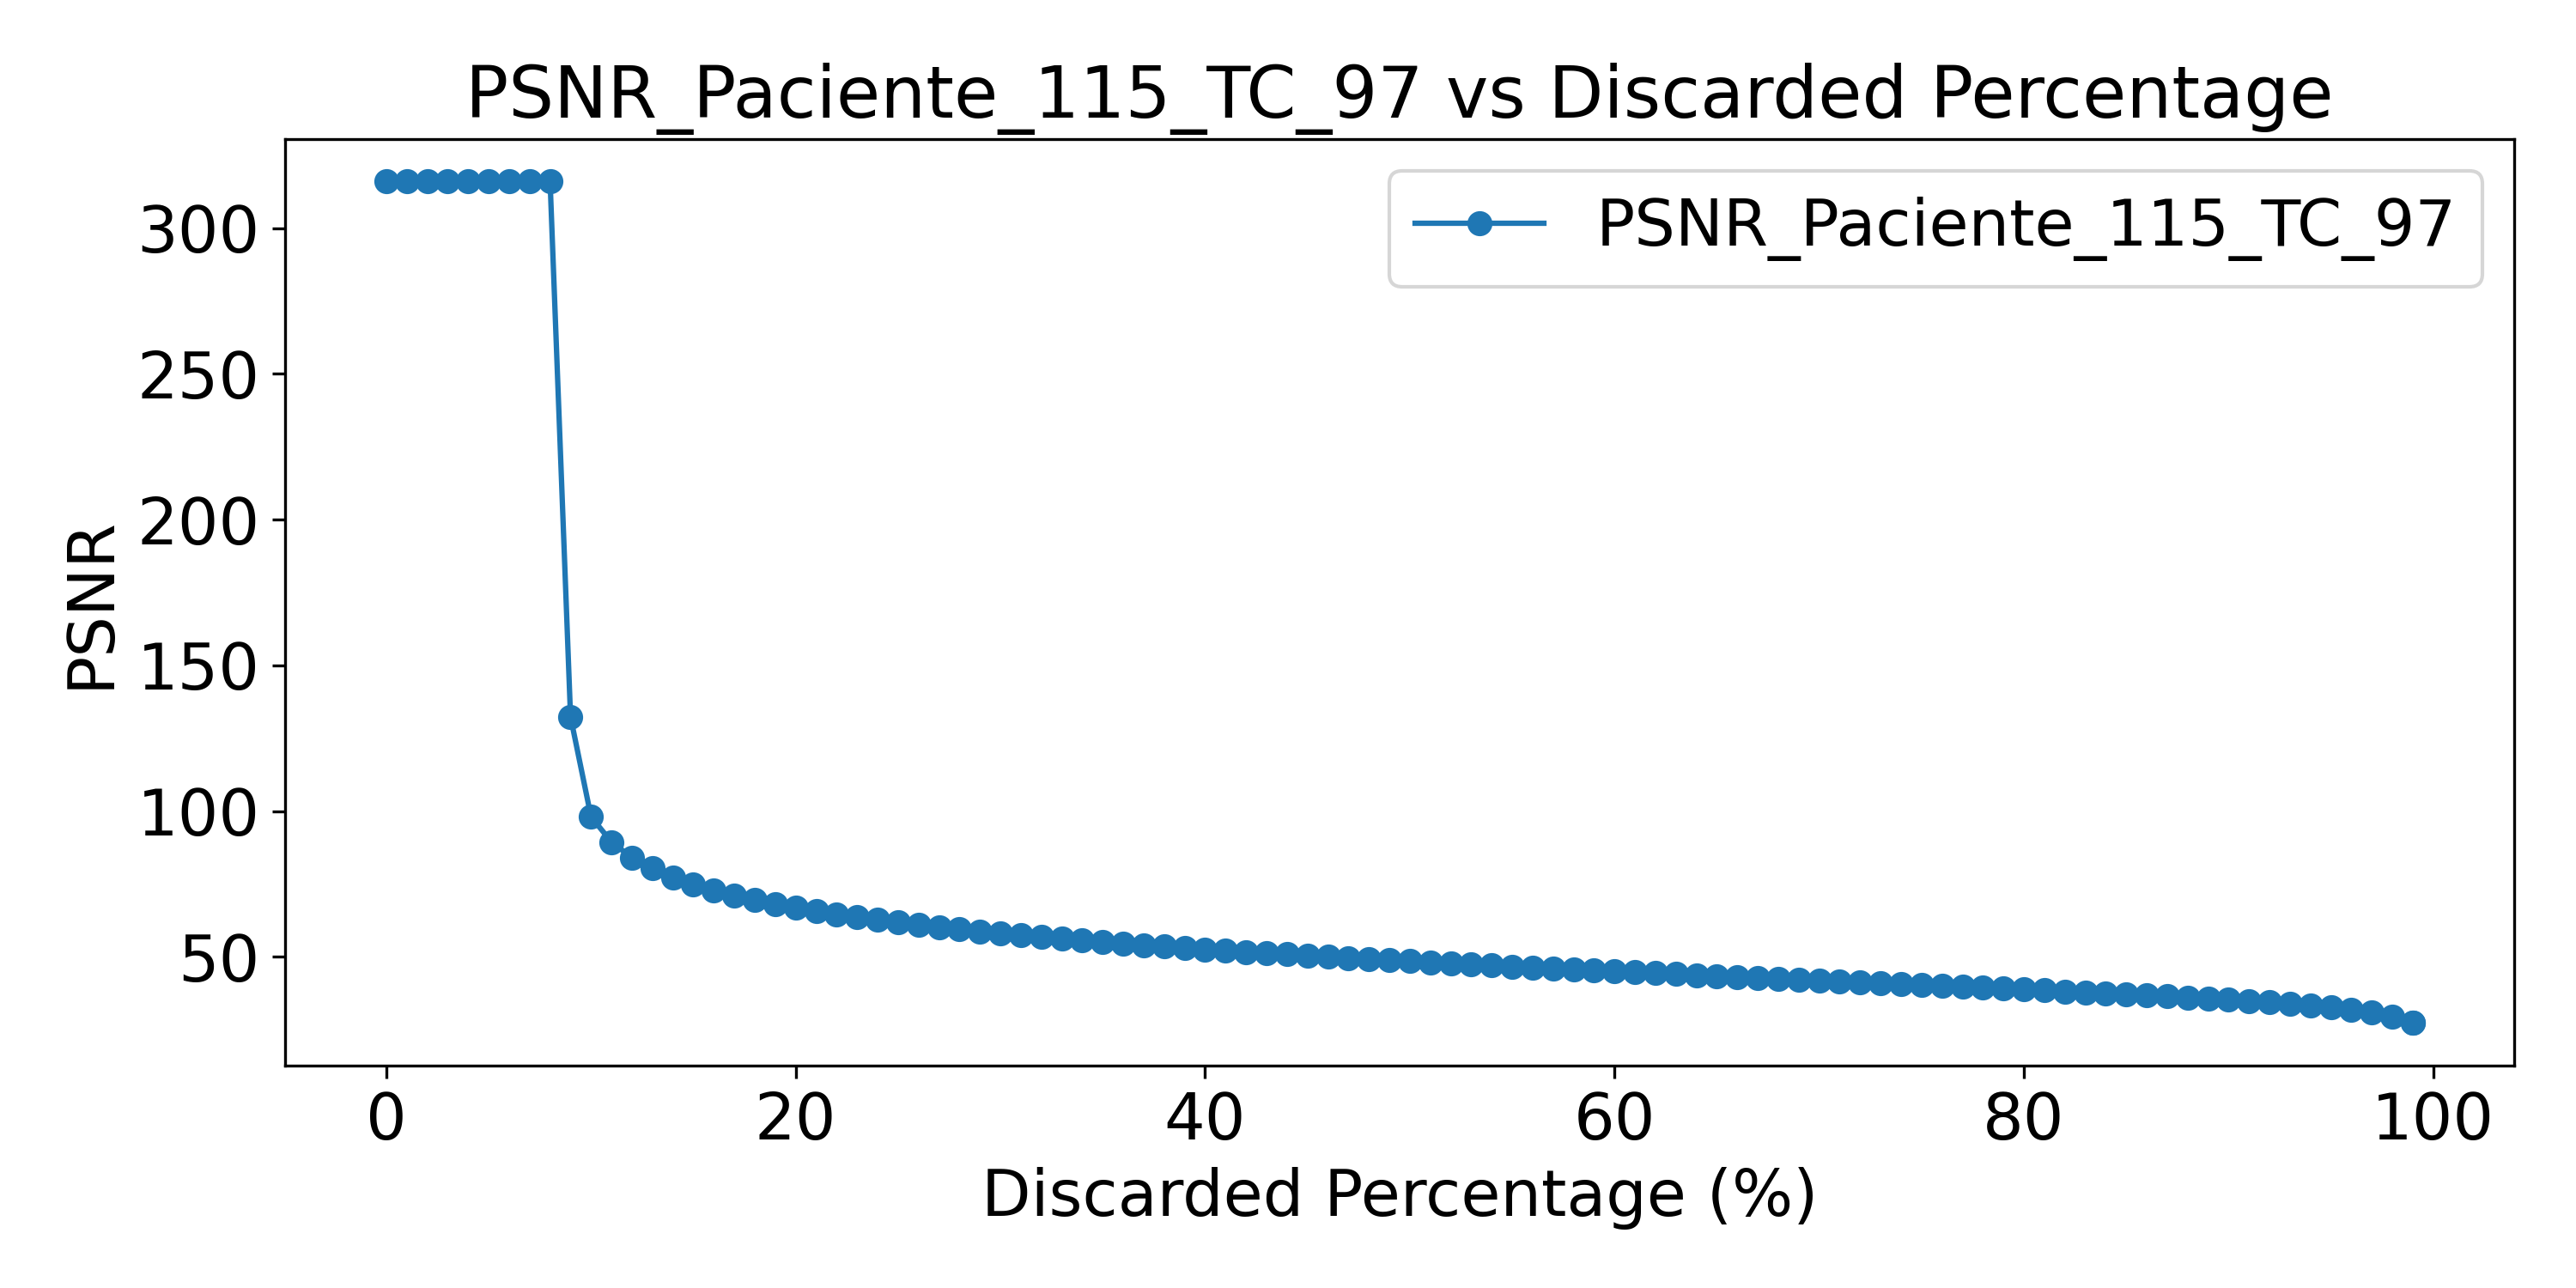 PSNR_Paciente_115_TC_97 vs Discarded Percentage
PSNR_Paciente_115_TC_97
PSNR
300
250
200
150
100
50
0 20 40 60 80 100
Discarded Percentage (%)